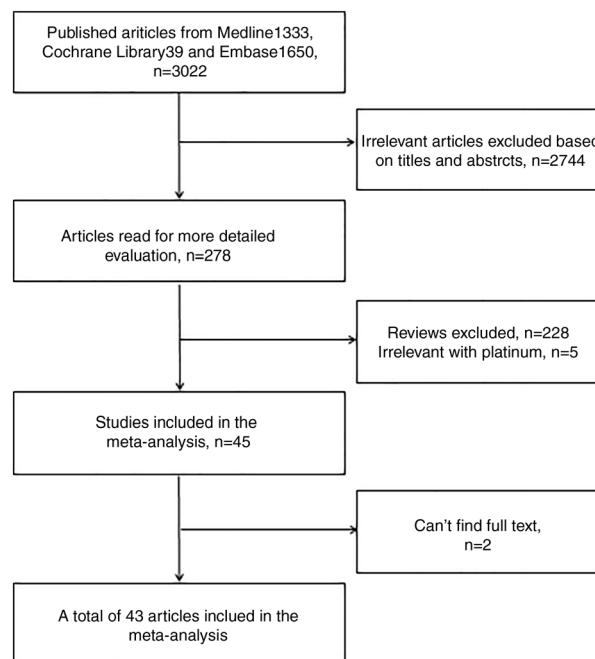 Published ariticles from Medline1333,
Cochrane Library39 and Embase1650,
n=3022
Irrelevant articles excluded based
on titles and abstrcts, n=2744
Articles read for more detailed
evaluation, n=278
Reviews excluded, n=228
Irrelevant with platinum, n=5
Studies included in the
meta-analysis, n=45
Can't find full text,
n=2
A total of 43 articles inclued in the
meta-analysis